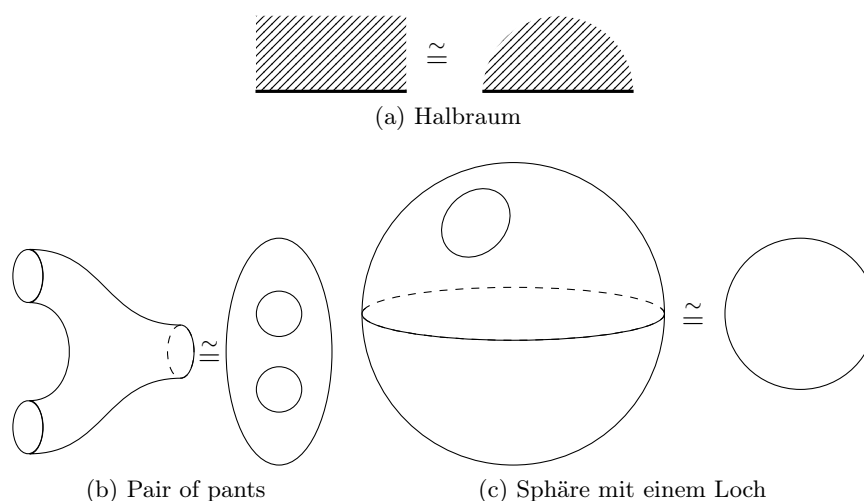 ≅
(a) Halbraum
≅
≅
(b) Pair of pants
(c) Sphäre mit einem Loch